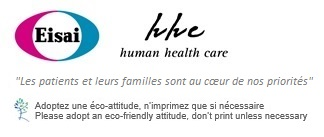 Eisai
hhc
human health care
"Les patients et leurs familles sont au cœur de nos priorités"
Adoptez une éco-attitude, n'imprimez que si nécessaire
Please adopt an eco-friendly attitude, don't print unless necessary